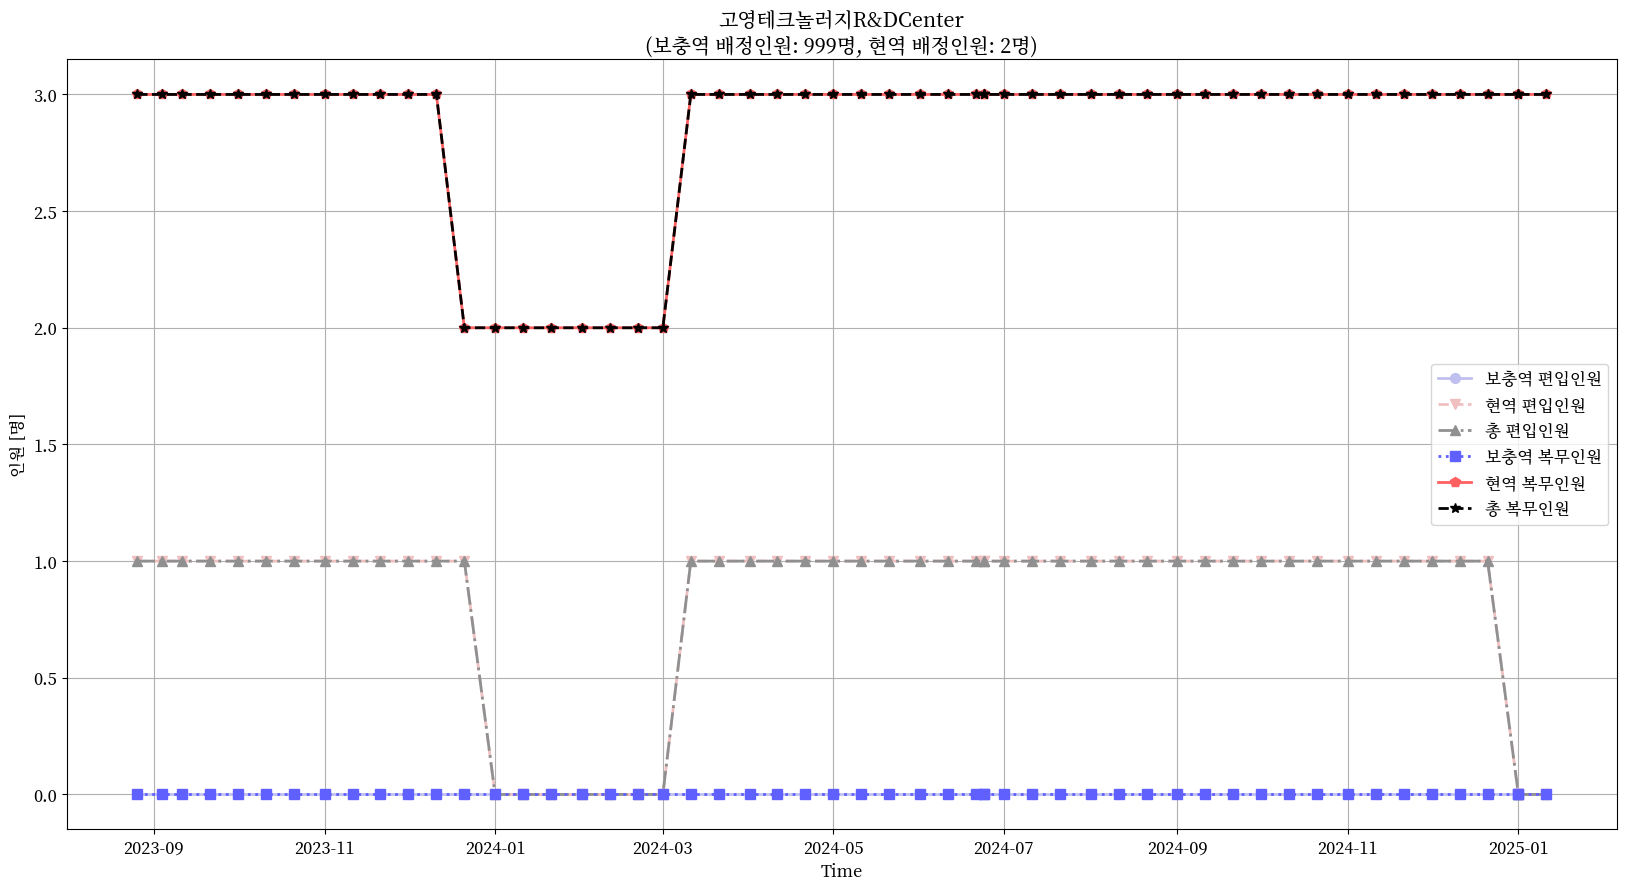 고영테크놀러지R&DCenter
(보충역 배정인원: 999명, 현역 배정인원: 2명)
3.0
2.5
2.0
1.5
1.0
0.5
0.0
인원 [명]
보충역 편입인원
현역 편입인원
총 편입인원
보충역 복무인원
현역 복무인원
총 복무인원
2023-09 2023-11 2024-01 2024-03 2024-05 2024-07 2024-09 2024-11 2025-01
Time